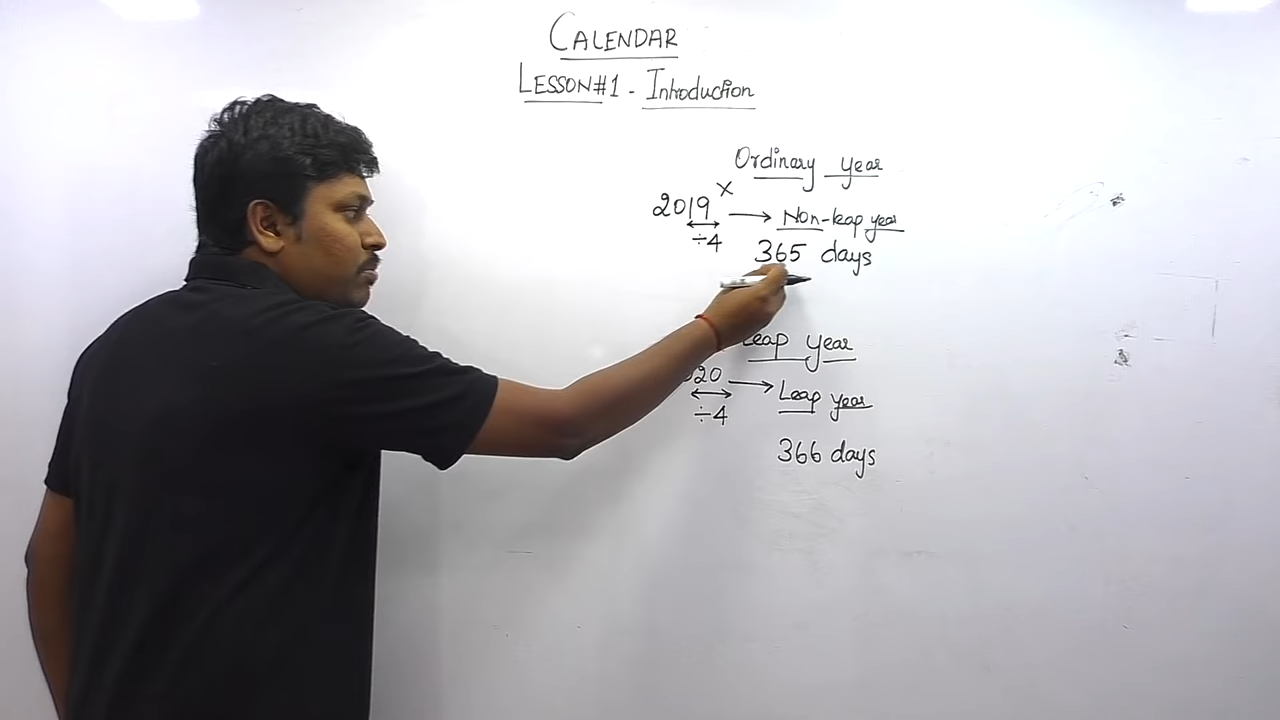 CALENDAR
LESSON#1 - Introduction
Ordinary year
×
2019 → Non-leap year
÷4
365 days
Leap year
20 → Leap year
÷4
366 days